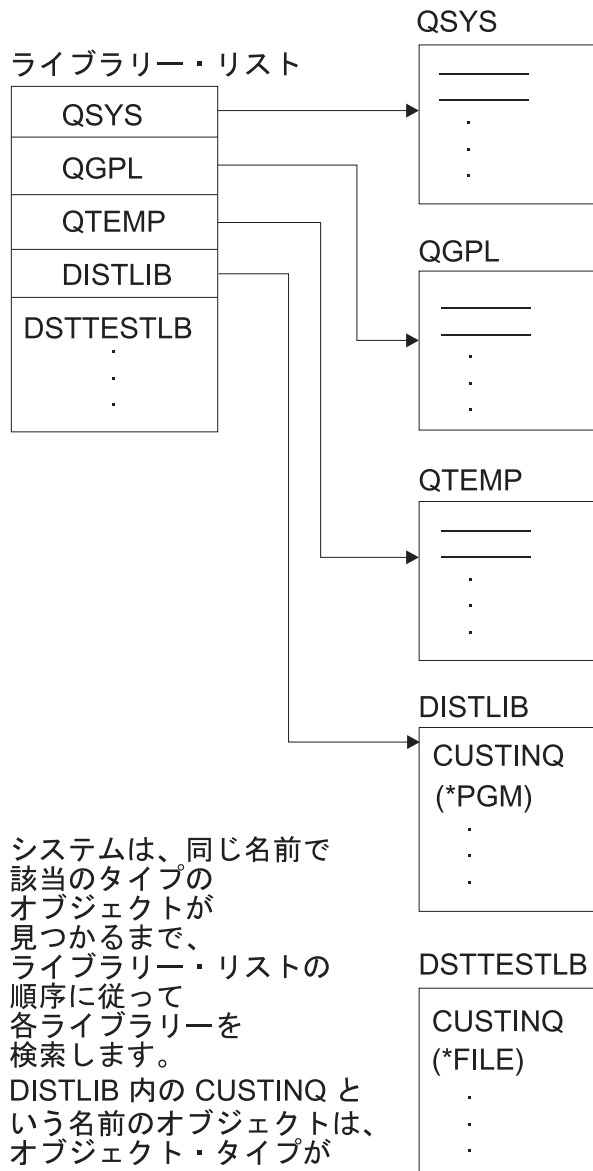 ライブラリー・リスト
QSYS
QGPL
QTEMP
DISTLIB
DSTTESTLB
QSYS
QGPL
QTEMP
DISTLIB
CUSTINQ
(*PGM)
DSTTESTLB
CUSTINQ
(*FILE)
システムは、同じ名前で
該当のタイプの
オブジェクトが
見つかるまで、
ライブラリー・リストの
順序に従って
各ライブラリーを
検索します。
DISTLIB 内の CUSTINQ と
いう名前のオブジェクトは、
オブジェクト・タイプが